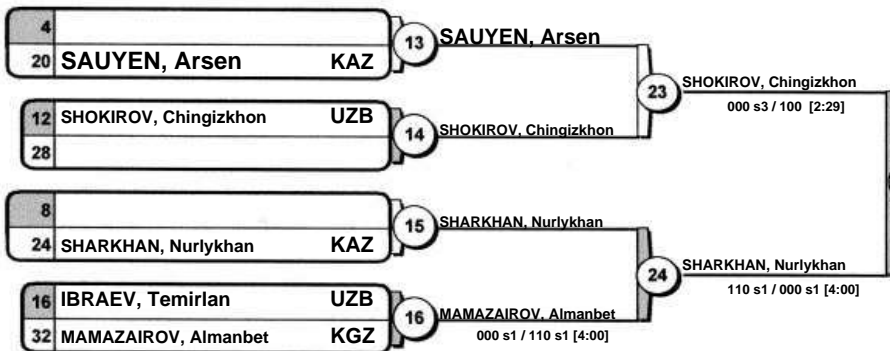 4
20 SAUYEN, Arsen KAZ
13 SAUYEN, Arsen
12 SHOKIROV, Chingizkhon UZB
28
14 SHOKIROV, Chingizkhon
23 SHOKIROV, Chingizkhon
000 s3 / 100 [2:29]
8
24 SHARKHAN, Nurlykhan KAZ
15 SHARKHAN, Nurlykhan
16 IBRAEV, Temirlan UZB
32 MAMAZAIROV, Almanbet KGZ
16 MAMAZAIROV, Almanbet
000 s1 / 110 s1 [4:00]
24 SHARKHAN, Nurlykhan
110 s1 / 000 s1 [4:00]